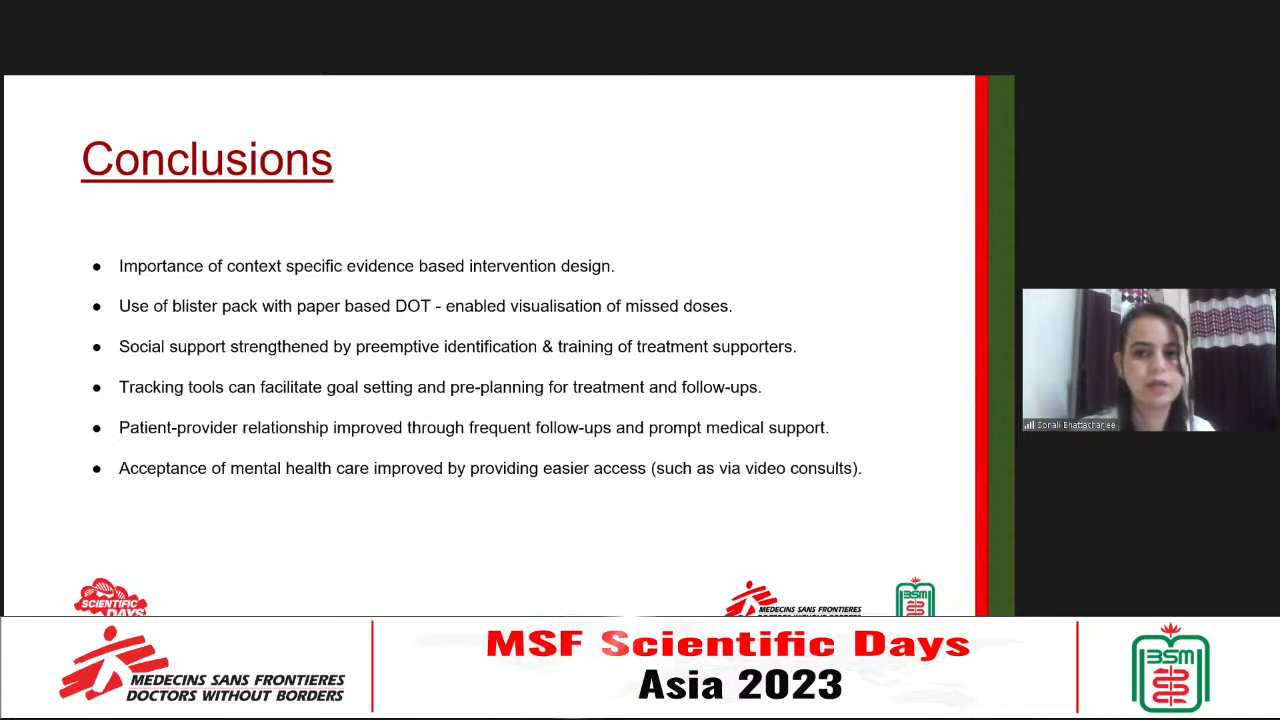 Conclusions
● Importance of context specific evidence based intervention design.
● Use of blister pack with paper based DOT - enabled visualisation of missed doses.
● Social support strengthened by preemptive identification & training of treatment supporters.
● Tracking tools can facilitate goal setting and pre-planning for treatment and follow-ups.
● Patient-provider relationship improved through frequent follow-ups and prompt medical support.
● Acceptance of mental health care improved by providing easier access (such as via video consults).
Sonali Bhattacharjee
SCIENTIFIC
DAYS
MEDECINS SANS FRONTIERES
BSM
MEDECINS SANS FRONTIERES
DOCTORS WITHOUT BORDERS
MSF Scientific Days
Asia 2023
BSM